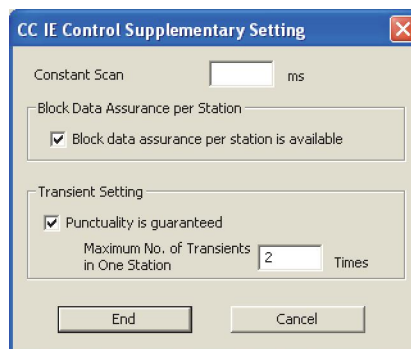 CC IE Control Supplementary Setting
Constant Scan ms
Block Data Assurance per Station
Block data assurance per station is available
Transient Setting
Punctuality is guaranteed
Maximum No. of Transients
in One Station 2 Times
End Cancel